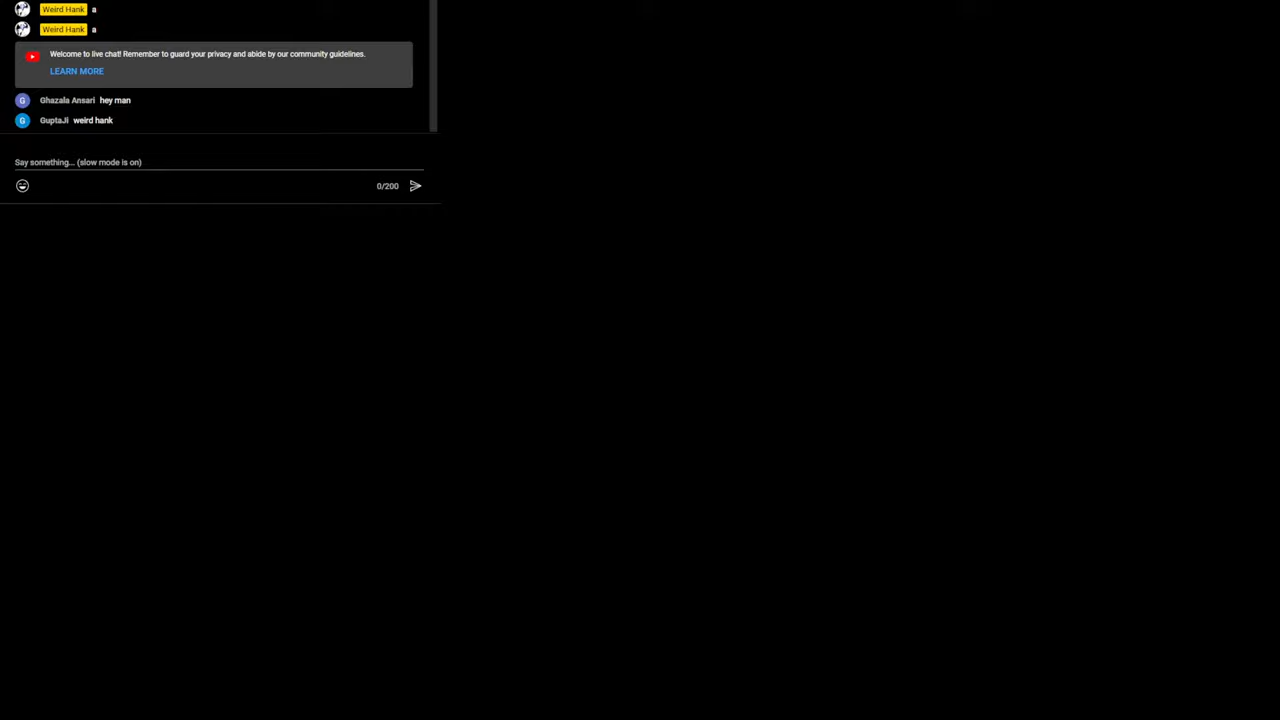 Weird Hank a
Weird Hank a
Welcome to live chat! Remember to guard your privacy and abide by our community guidelines.
LEARN MORE
G Ghazala Ansari hey man
G GuptaJi weird hank
Say something... (slow mode is on)
0/200